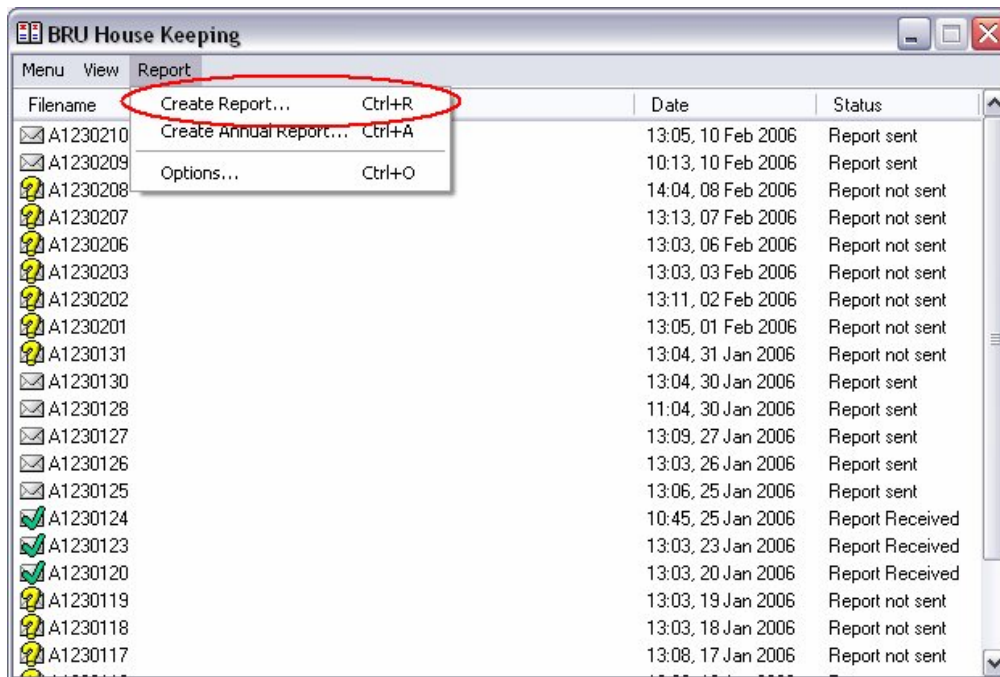 BRU House Keeping
Menu View Report
Filename Create Report... Ctrl+R Date Status
A1230210 Create Annual Report... Ctrl+A 13:05, 10 Feb 2006 Report sent
A1230209 10:13, 10 Feb 2006 Report sent
A1230208 Options... Ctrl+O 14:04, 08 Feb 2006 Report not sent
A1230207 13:13, 07 Feb 2006 Report not sent
A1230206 13:03, 06 Feb 2006 Report not sent
A1230203 13:03, 03 Feb 2006 Report not sent
A1230202 13:11, 02 Feb 2006 Report not sent
A1230201 13:05, 01 Feb 2006 Report not sent
A1230131 13:04, 31 Jan 2006 Report not sent
A1230130 13:04, 30 Jan 2006 Report sent
A1230128 11:04, 30 Jan 2006 Report sent
A1230127 13:09, 27 Jan 2006 Report sent
A1230126 13:03, 26 Jan 2006 Report sent
A1230125 13:06, 25 Jan 2006 Report sent
A1230124 10:45, 25 Jan 2006 Report Received
A1230123 13:03, 23 Jan 2006 Report Received
A1230120 13:03, 20 Jan 2006 Report Received
A1230119 13:03, 19 Jan 2006 Report not sent
A1230118 13:03, 18 Jan 2006 Report not sent
A1230117 13:08, 17 Jan 2006 Report not sent